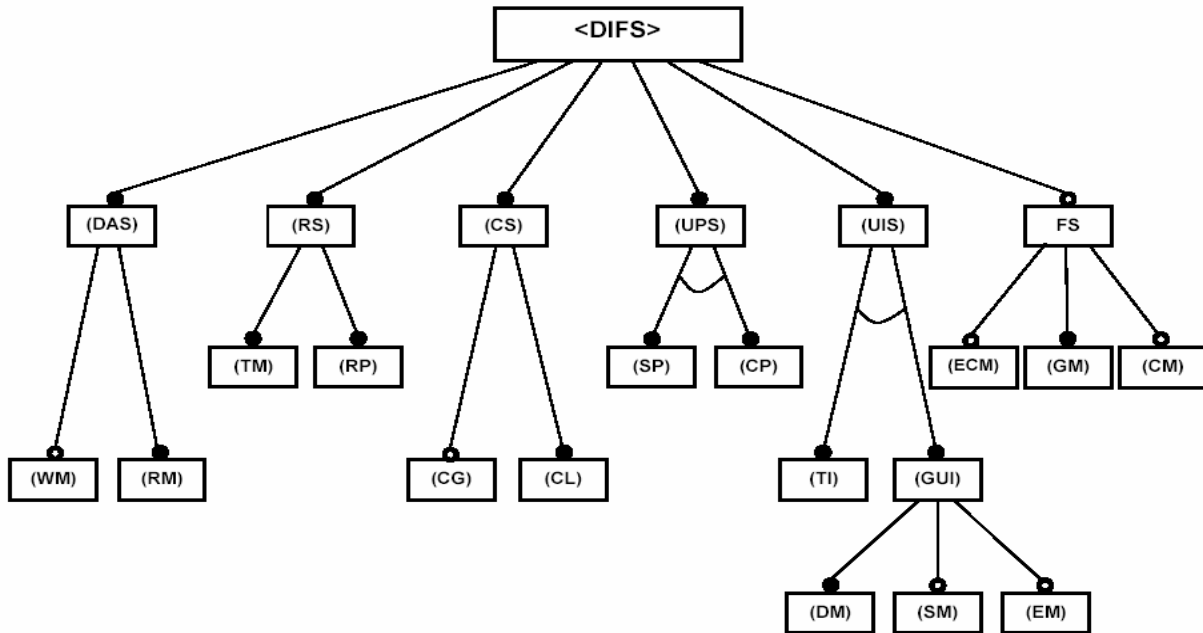 <DIFS>
(DAS)
(RS)
(CS)
(UPS)
(UIS)
FS
(TM)
(RP)
(SP)
(CP)
(ECM)
(GM)
(CM)
(WM)
(RM)
(CG)
(CL)
(TI)
(GUI)
(DM)
(SM)
(EM)